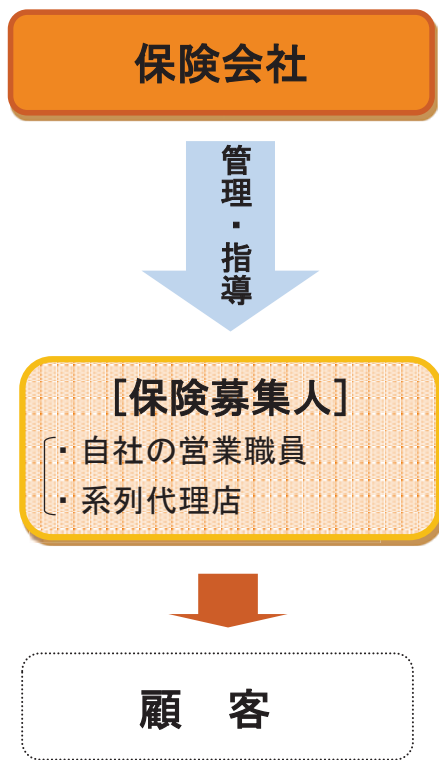 保険会社
管理・指導
[保険募集人]
・自社の営業職員
・系列代理店
顧　客